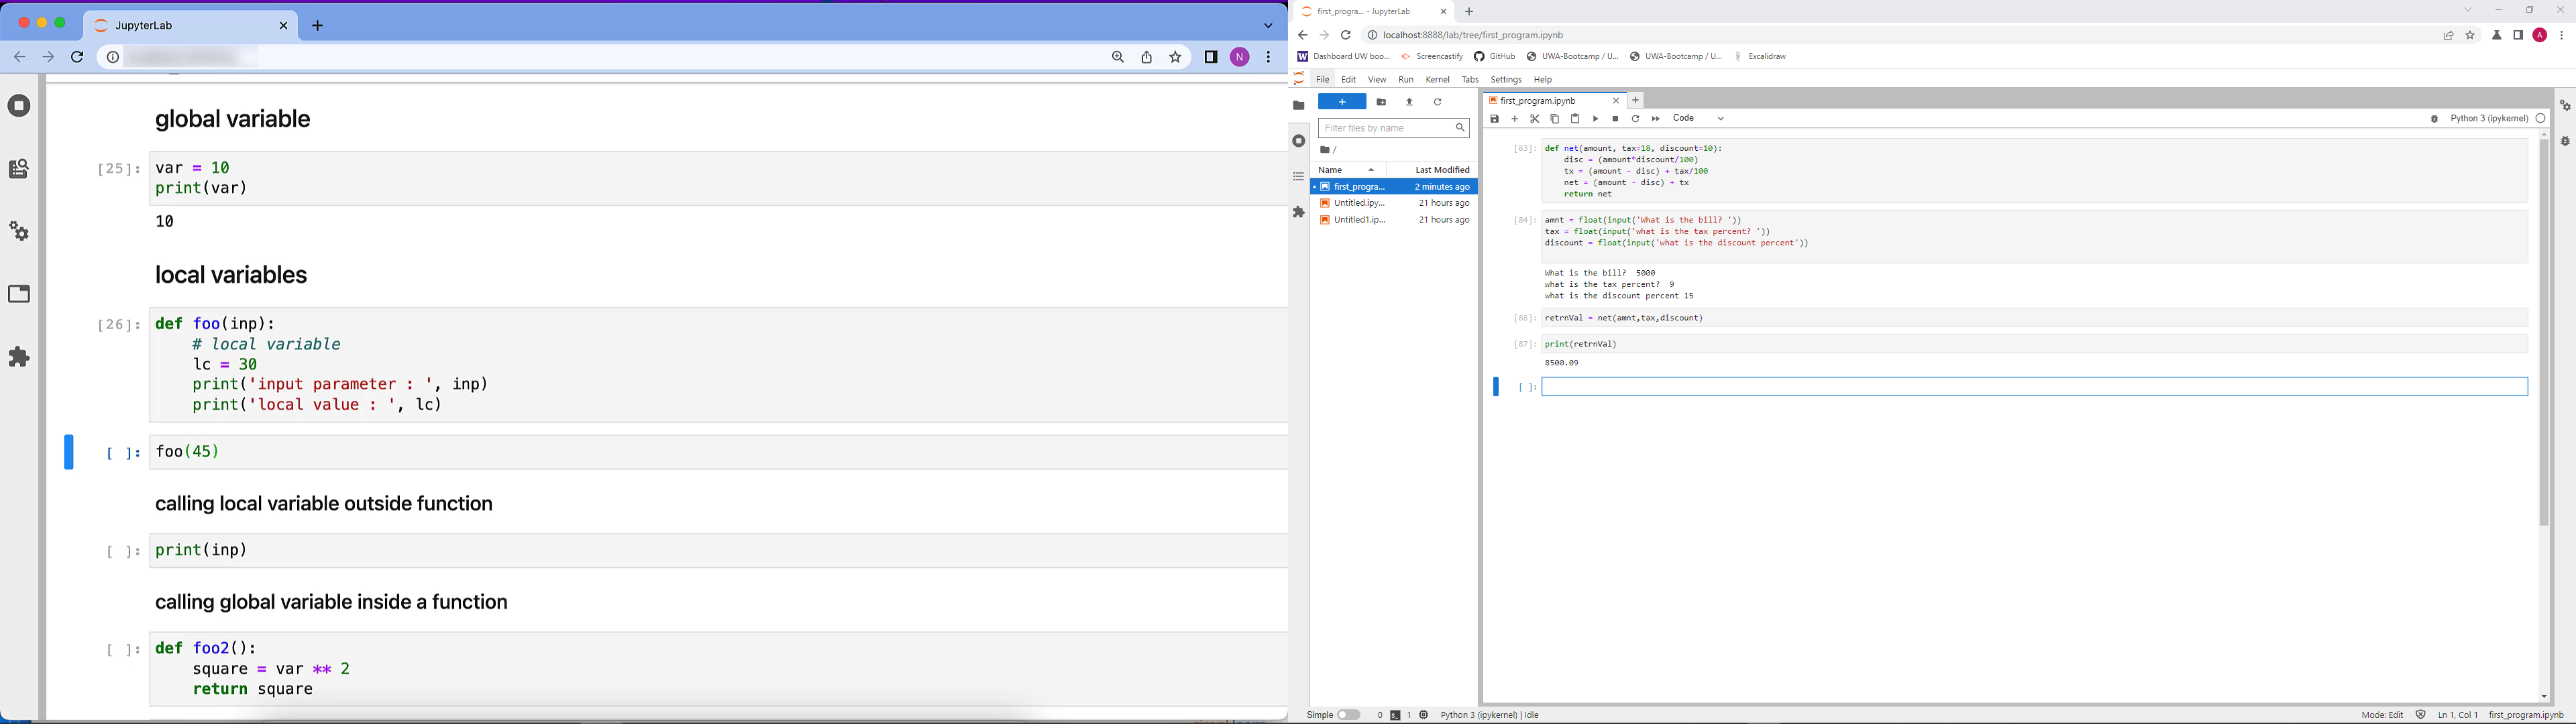 JupyterLab
N
global variable
[25]: var = 10
print(var)
10
local variables
[26]: def foo(inp):
# local variable
lc = 30
print('input parameter : ', inp)
print('local value : ', lc)
[ ]: foo(45)
calling local variable outside function
[ ]: print(inp)
calling global variable inside a function
[ ]: def foo2():
square = var ** 2
return square
first_progra... - JupyterLab
localhost:8888/lab/tree/first_program.ipynb
A
W Dashboard UW boo... Screencastify GitHub UWA-Bootcamp / U... UWA-Bootcamp / U... Excalidraw
File Edit View Run Kernel Tabs Settings Help
Filter files by name
/
Name Last Modified
first_progra... 2 minutes ago
Untitled.ipy... 21 hours ago
Untitled1.ip... 21 hours ago
first_program.ipynb
Code
Python 3 (ipykernel)
[83]: def net(amount, tax=18, discount=10):
disc = (amount*discount/100)
tx = (amount - disc) + tax/100
net = (amount - disc) + tx
return net
[84]: amnt = float(input('What is the bill? '))
tax = float(input('what is the tax percent? '))
discount = float(input('what is the discount percent'))
What is the bill? 5000
what is the tax percent? 9
what is the discount percent 15
[86]: retrnVal = net(amnt,tax,discount)
[87]: print(retrnVal)
8500.09
[ ]:
Simple 0 1 Python 3 (ipykernel) | Idle
Mode: Edit Ln 1, Col 1 first_program.ipynb